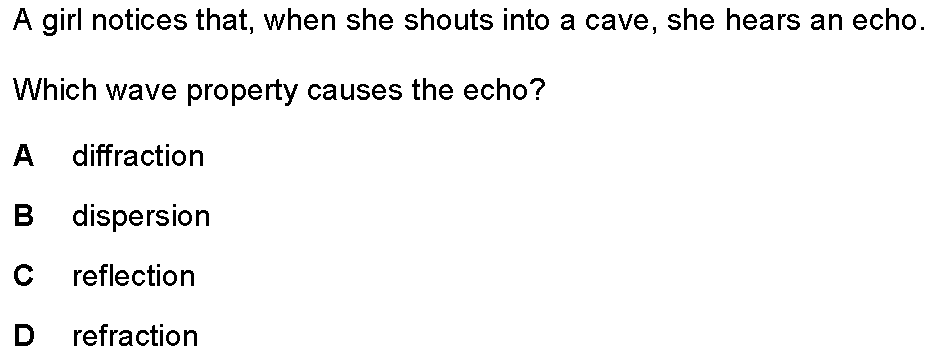 A girl notices that, when she shouts into a cave, she hears an echo.
Which wave property causes the echo?
A diffraction
B dispersion
C reflection
D refraction